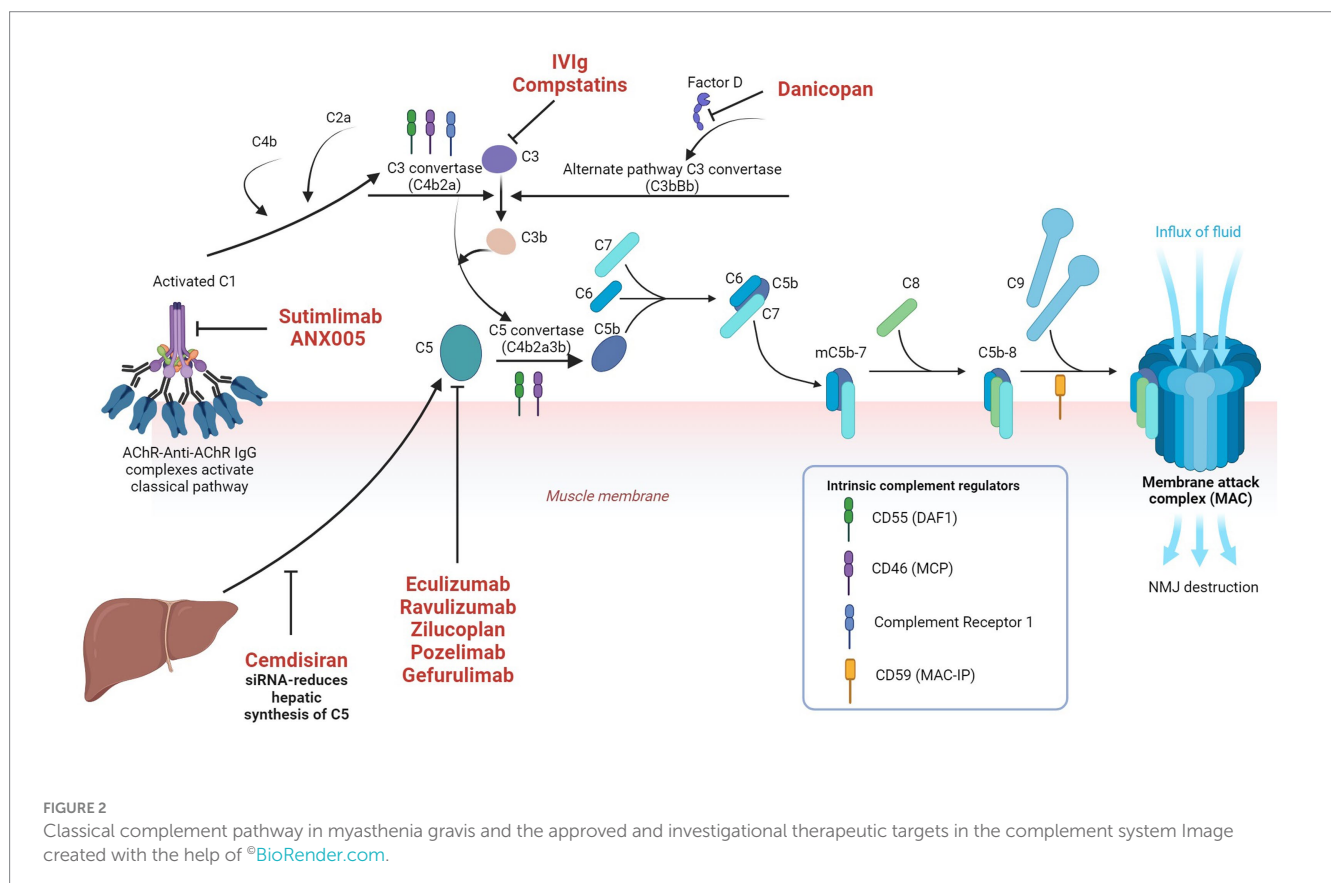 IVIg
Compstatins
Factor D
Danicopan
C2a
C4b
C3 convertase
(C4b2a)
C3
Alternate pathway C3 convertase
(C3bBb)
C3b
Activated C1
Sutimlimab
ANX005
AChR-Anti-AChR IgG
complexes activate
classical pathway
C7
C6
C5b
C5
C5 convertase
(C4b2a3b)
C6
C5b
C7
mC5b-7
C8
C5b-8
C9
Influx of fluid
Membrane attack
complex (MAC)
NMJ destruction
Muscle membrane
Intrinsic complement regulators
CD55 (DAF1)
CD46 (MCP)
Complement Receptor 1
CD59 (MAC-IP)
Eculizumab
Ravulizumab
Zilucoplan
Pozelimab
Gefurulimab
Cemdisiran
siRNA-reduces
hepatic
synthesis of C5
FIGURE 2
Classical complement pathway in myasthenia gravis and the approved and investigational therapeutic targets in the complement system Image
created with the help of ©BioRender.com.